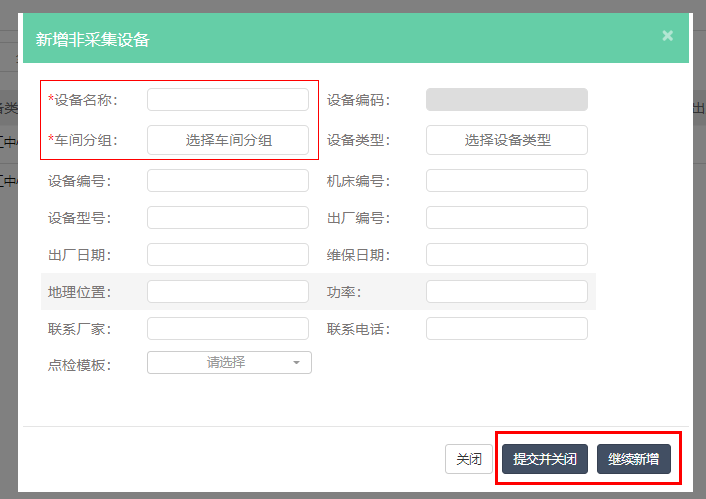 新增非采集设备 ×
*设备名称： 设备编码：
*车间分组： 选择车间分组 设备类型： 选择设备类型
设备编号： 机床编号：
设备型号： 出厂编号：
出厂日期： 维保日期：
地理位置： 功率：
联系厂家： 联系电话：
点检模板： 请选择
关闭 提交并关闭 继续新增